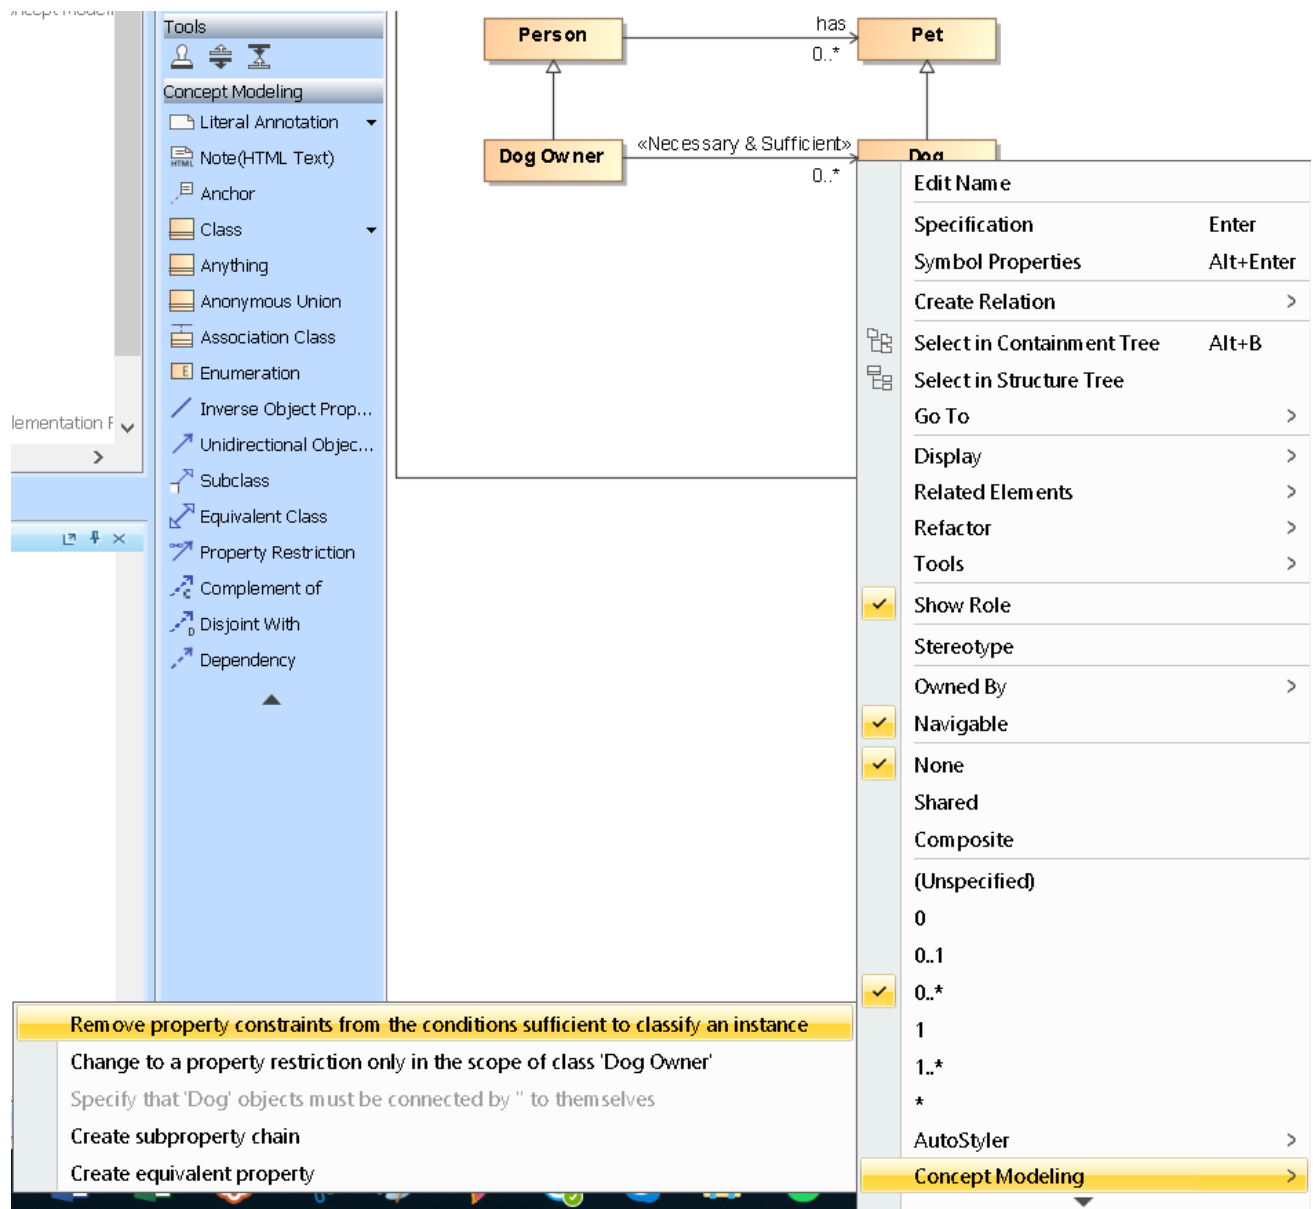 Tools
Concept Modeling
Literal Annotation
HTML
Note(HTML Text)
Anchor
Class
Anything
Anonymous Union
Association Class
E
Enumeration
Inverse Object Prop...
Unidirectional Objec...
Subclass
Equivalent Class
Property Restriction
C
Complement of
D
Disjoint With
Dependency
Person
has
0..*
Pet
Dog Owner
«Necessary & Sufficient»
0..*
Dog
Edit Name
Specification Enter
Symbol Properties Alt+Enter
Create Relation
Select in Containment Tree Alt+B
Select in Structure Tree
Go To
Display
Related Elements
Refactor
Tools
Show Role
Stereotype
Owned By
Navigable
None
Shared
Composite
(Unspecified)
0
0..1
0..*
1
1..*
*
AutoStyler
Concept Modeling
Remove property constraints from the conditions sufficient to classify an instance
Change to a property restriction only in the scope of class 'Dog Owner'
Specify that 'Dog' objects must be connected by '' to themselves
Create subproperty chain
Create equivalent property